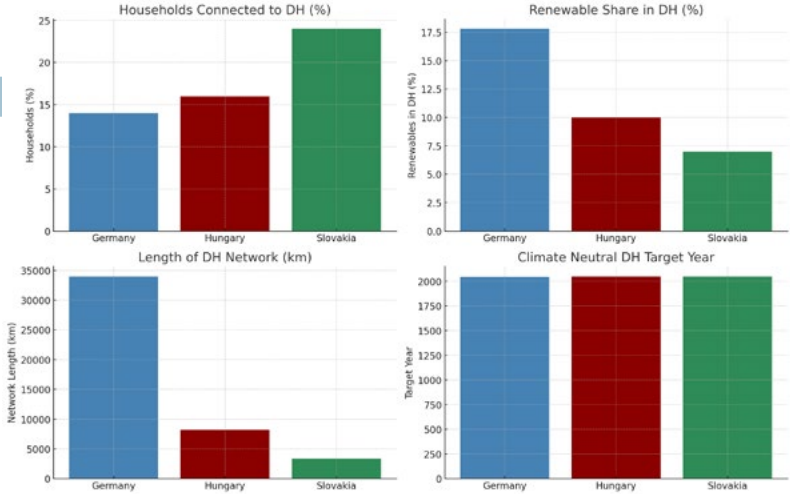 Households Connected to DH (%)
25
20
15
10
5
0
Households (%)
Germany Hungary Slovakia
Renewable Share in DH (%)
17.5
15.0
12.5
10.0
7.5
5.0
2.5
0.0
Renewables in DH (%)
Germany Hungary Slovakia
Length of DH Network (km)
35000
30000
25000
20000
15000
10000
5000
0
Network Length (km)
Germany Hungary Slovakia
Climate Neutral DH Target Year
2000
1750
1500
1250
1000
750
500
250
0
Target Year
Germany Hungary Slovakia